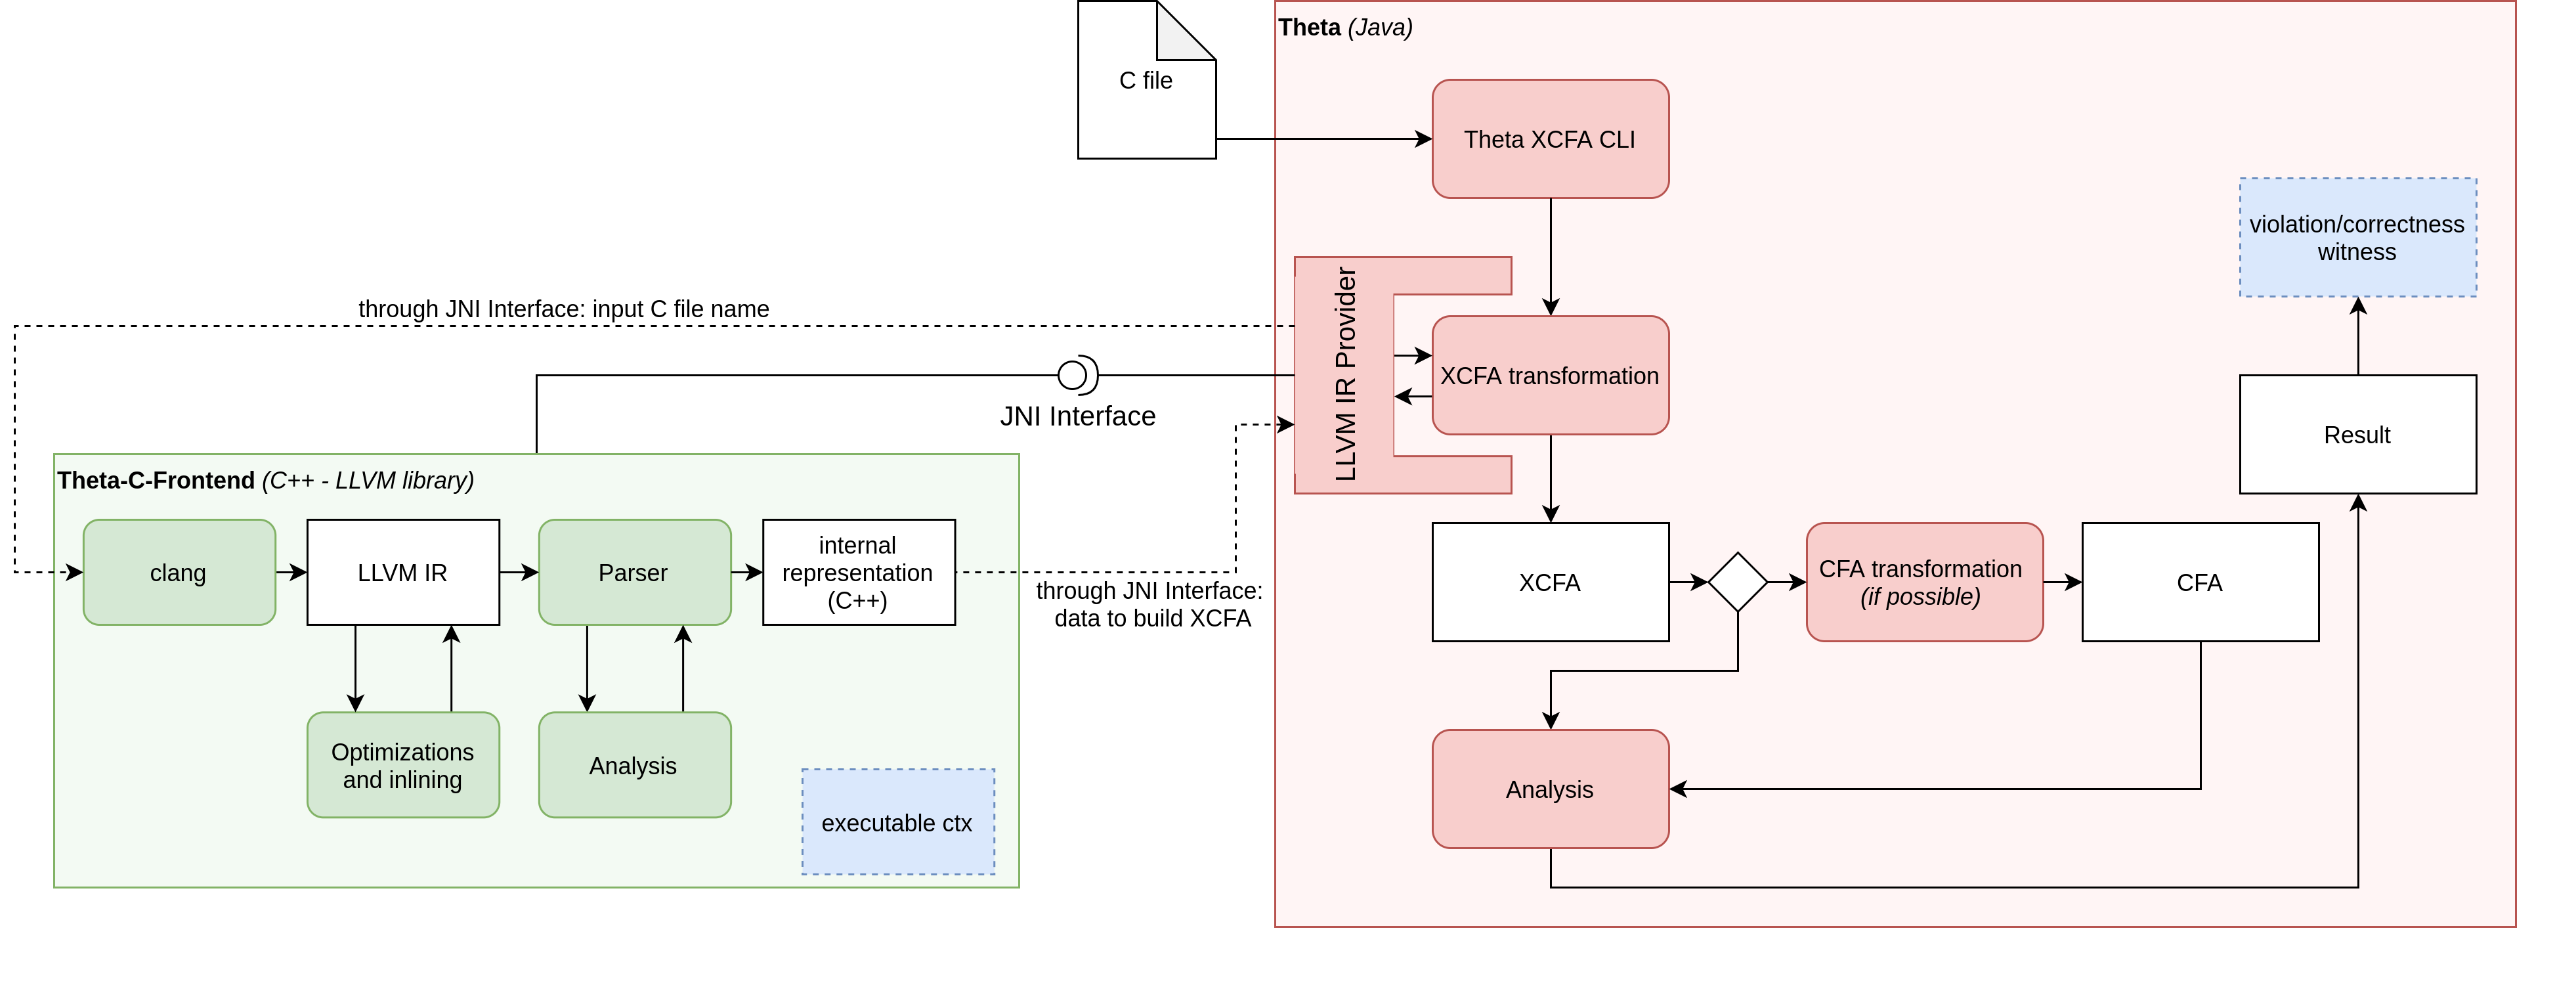 C file
Theta (Java)
Theta XCFA CLI
violation/correctness
witness
through JNI Interface: input C file name
LLVM IR Provider
XCFA transformation
JNI Interface
Result
Theta-C-Frontend (C++ - LLVM library)
clang
LLVM IR
Parser
internal
representation
(C++)
through JNI Interface:
data to build XCFA
XCFA
CFA transformation
(if possible)
CFA
Optimizations
and inlining
Analysis
executable ctx
Analysis